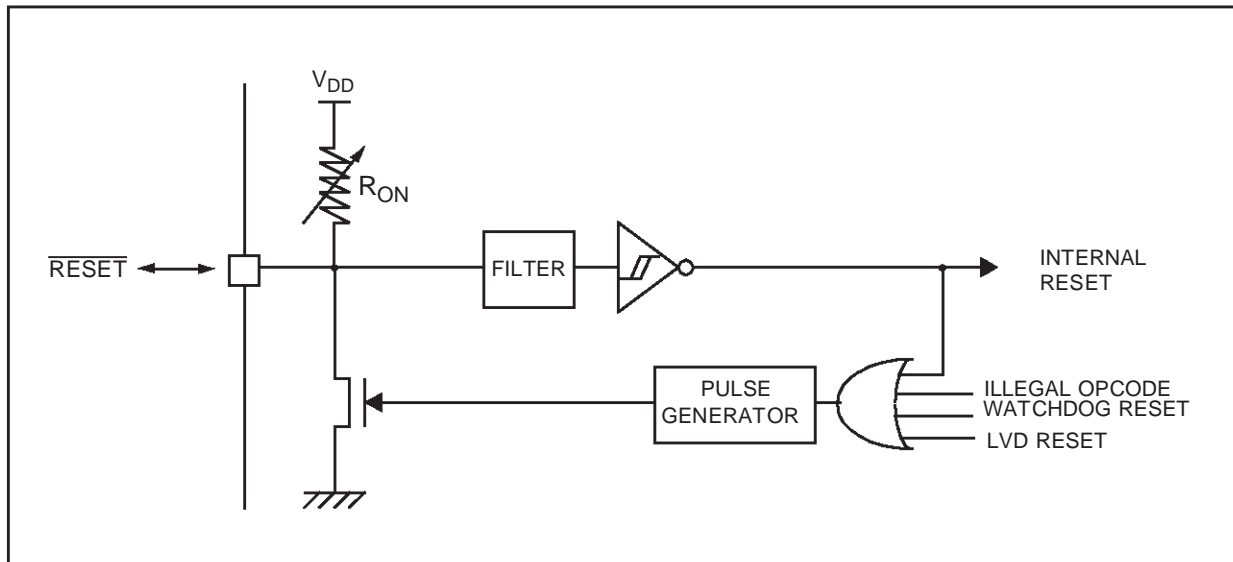 VDD
RON
RESET
FILTER
INTERNAL
RESET
PULSE
GENERATOR
ILLEGAL OPCODE
WATCHDOG RESET
LVD RESET